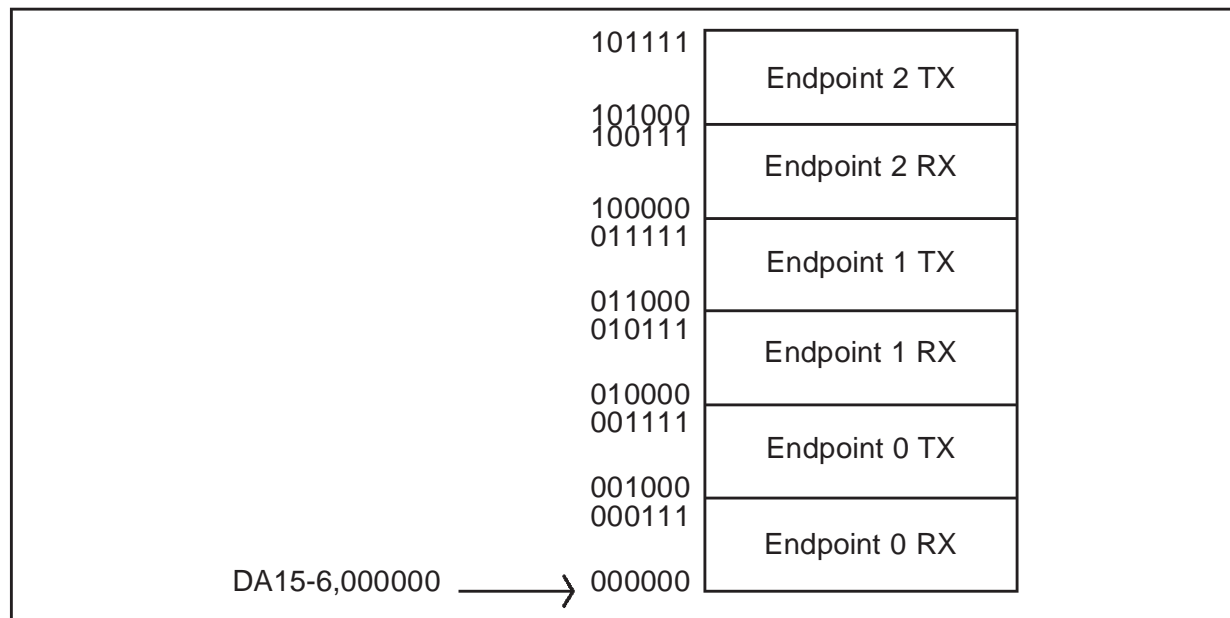 101111
Endpoint 2 TX
101000
100111
Endpoint 2 RX
100000
011111
Endpoint 1 TX
011000
010111
Endpoint 1 RX
010000
001111
Endpoint 0 TX
001000
000111
Endpoint 0 RX
DA15-6,000000 000000